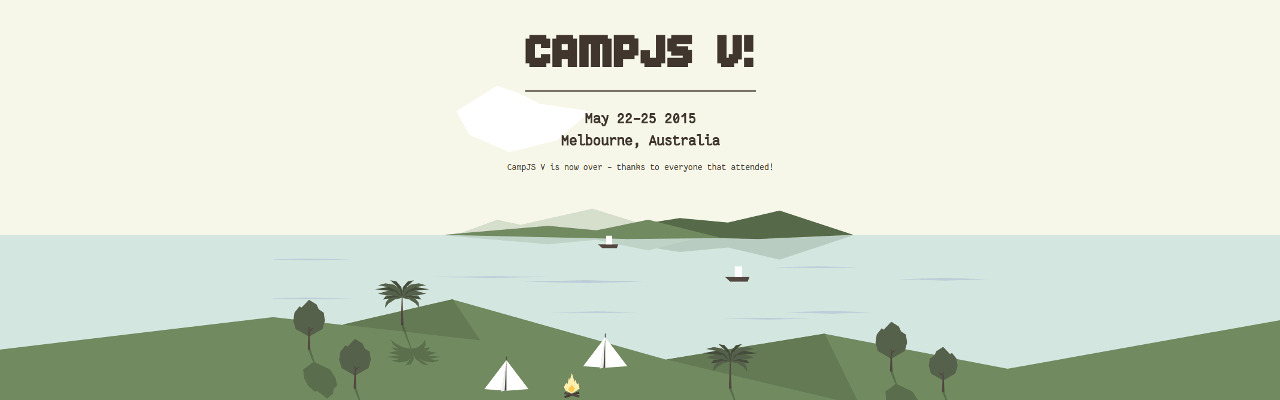 CAMPJS V!
May 22-25 2015
Melbourne, Australia
CampJS V is now over - thanks to everyone that attended!